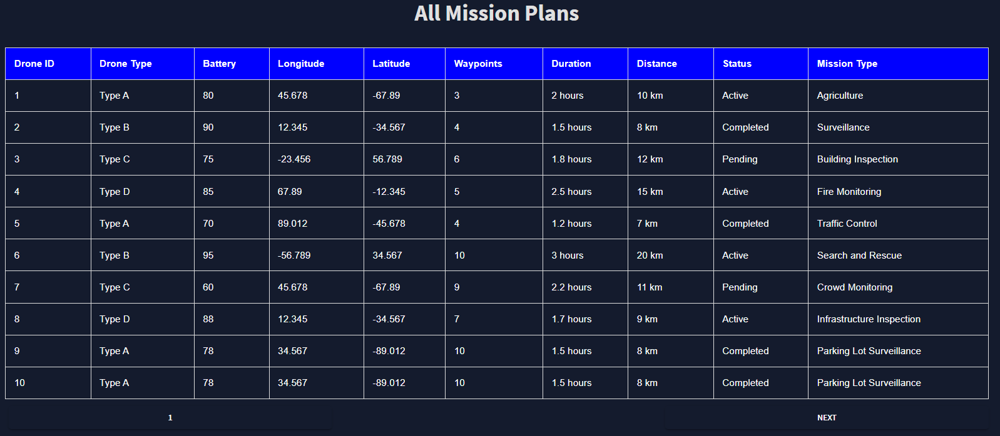 All Mission Plans
Drone ID Drone Type Battery Longitude Latitude Waypoints Duration Distance Status Mission Type
1 Type A 80 45.678 -67.89 3 2 hours 10 km Active Agriculture
2 Type B 90 12.345 -34.567 4 1.5 hours 8 km Completed Surveillance
3 Type C 75 -23.456 56.789 6 1.8 hours 12 km Pending Building Inspection
4 Type D 85 67.89 -12.345 5 2.5 hours 15 km Active Fire Monitoring
5 Type A 70 89.012 -45.678 4 1.2 hours 7 km Completed Traffic Control
6 Type B 95 -56.789 34.567 10 3 hours 20 km Active Search and Rescue
7 Type C 60 45.678 -67.89 9 2.2 hours 11 km Pending Crowd Monitoring
8 Type D 88 12.345 -34.567 7 1.7 hours 9 km Active Infrastructure Inspection
9 Type A 78 34.567 -89.012 10 1.5 hours 8 km Completed Parking Lot Surveillance
10 Type A 78 34.567 -89.012 10 1.5 hours 8 km Completed Parking Lot Surveillance
1 NEXT